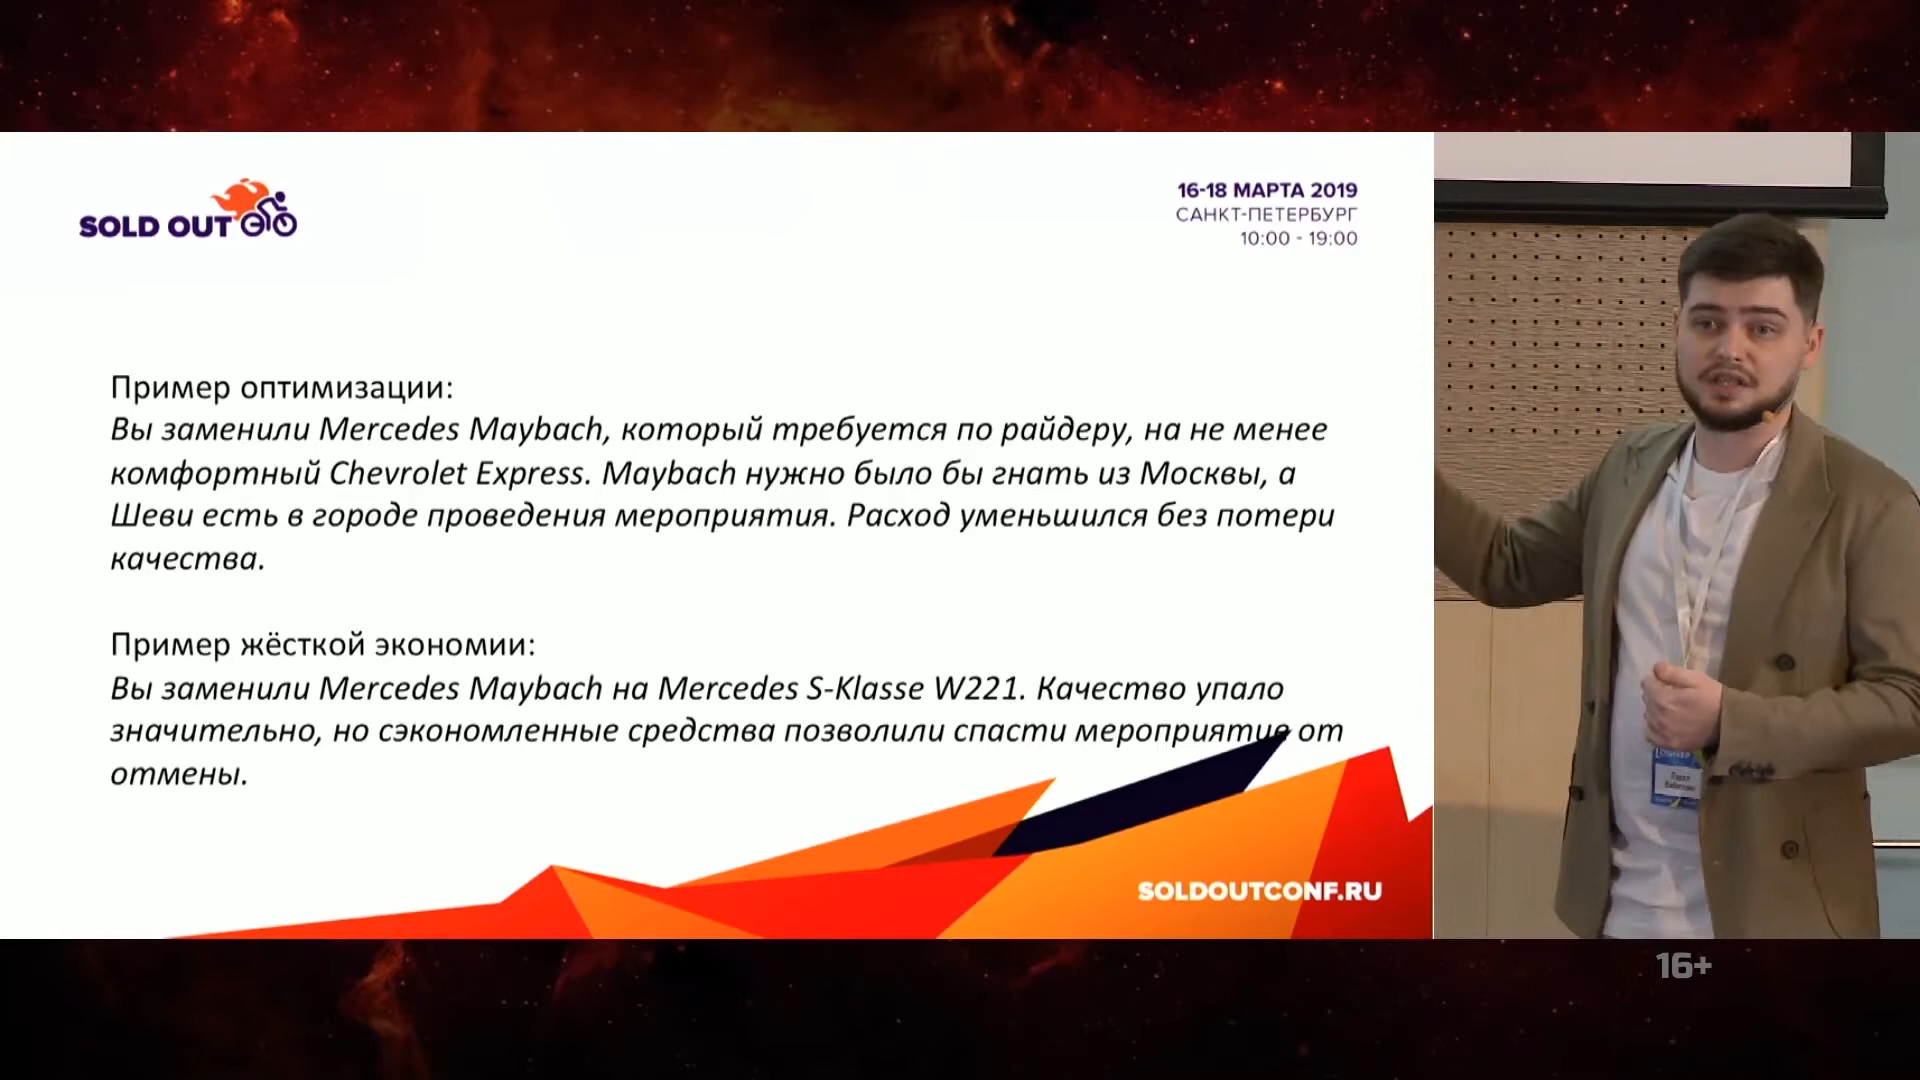 SOLD OUT
16-18 МАРТА 2019
САНКТ-ПЕТЕРБУРГ
10:00 - 19:00
Пример оптимизации:
Вы заменили Mercedes Maybach, который требуется по райдеру, на не менее
комфортный Chevrolet Express. Maybach нужно было бы гнать из Москвы, а
Шеви есть в городе проведения мероприятия. Расход уменьшился без потери
качества.
Пример жёсткой экономии:
Вы заменили Mercedes Maybach на Mercedes S-Klasse W221. Качество упало
значительно, но сэкономленные средства позволили спасти мероприятие от
отмены.
SOLDOUTCONF.RU
СПИКЕР
Павел
16+